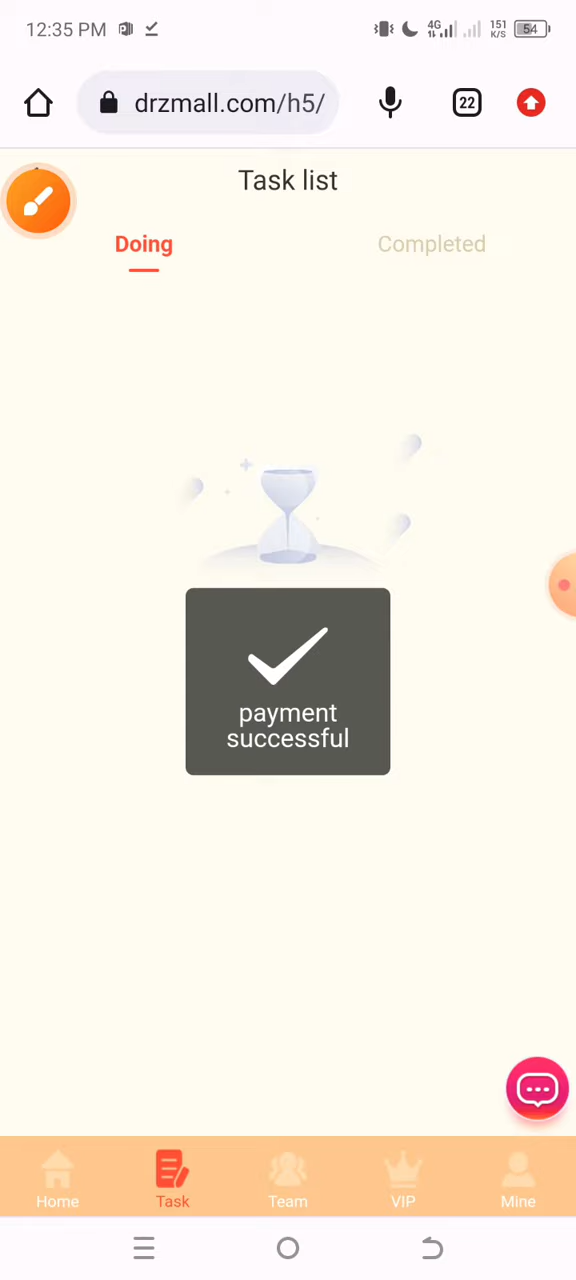 12:35 PM
4G
151
K/S
54
drzmall.com/h5/
22
Task list
Doing
Completed
payment
successful
Home
Task
Team
VIP
Mine